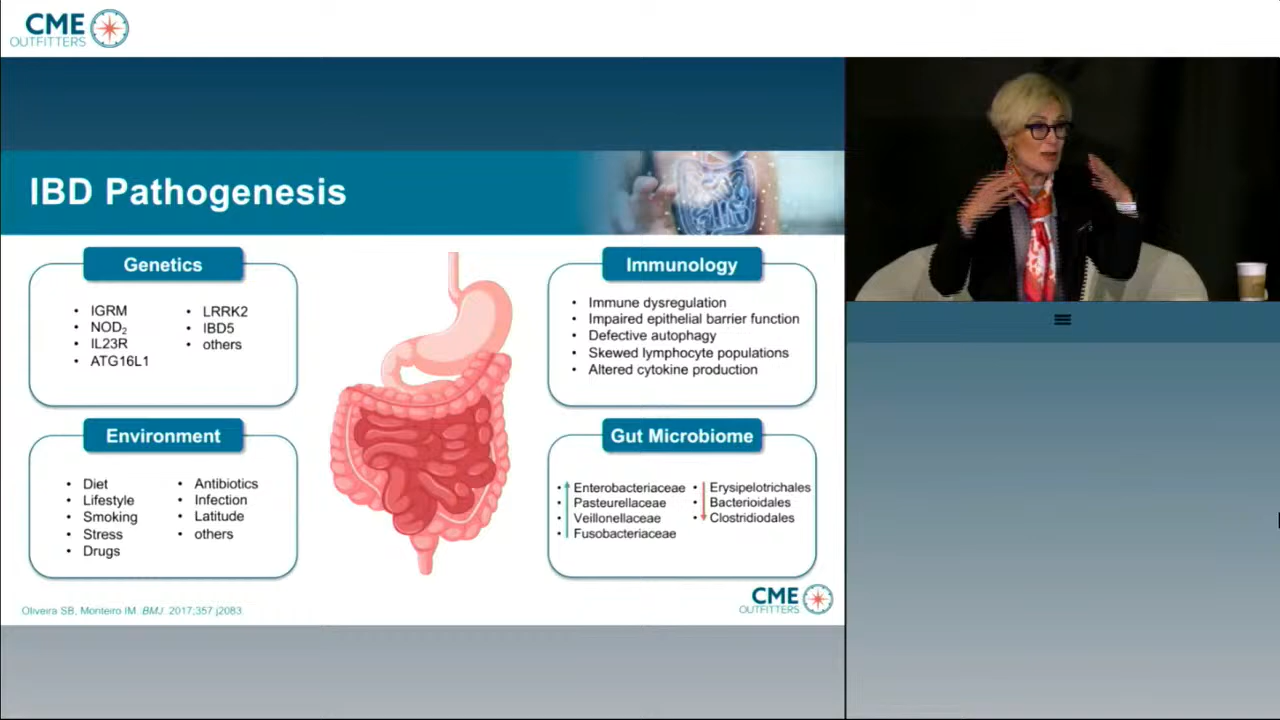 CME
OUTFITTERS
IBD Pathogenesis
Genetics
• IGRM
• NOD2
• IL23R
• ATG16L1
• LRRK2
• IBD5
• others
Immunology
• Immune dysregulation
• Impaired epithelial barrier function
• Defective autophagy
• Skewed lymphocyte populations
• Altered cytokine production
Environment
• Diet
• Lifestyle
• Smoking
• Stress
• Drugs
• Antibiotics
• Infection
• Latitude
• others
Gut Microbiome
• Enterobacteriaceae
• Pasteurellaceae
• Veillonellaceae
• Fusobacteriaceae
• Erysipelotrichales
• Bacterioidales
• Clostridiodales
Oliveira SB, Monteiro IM. BMJ. 2017;357 j2083.
CME
OUTFITTERS